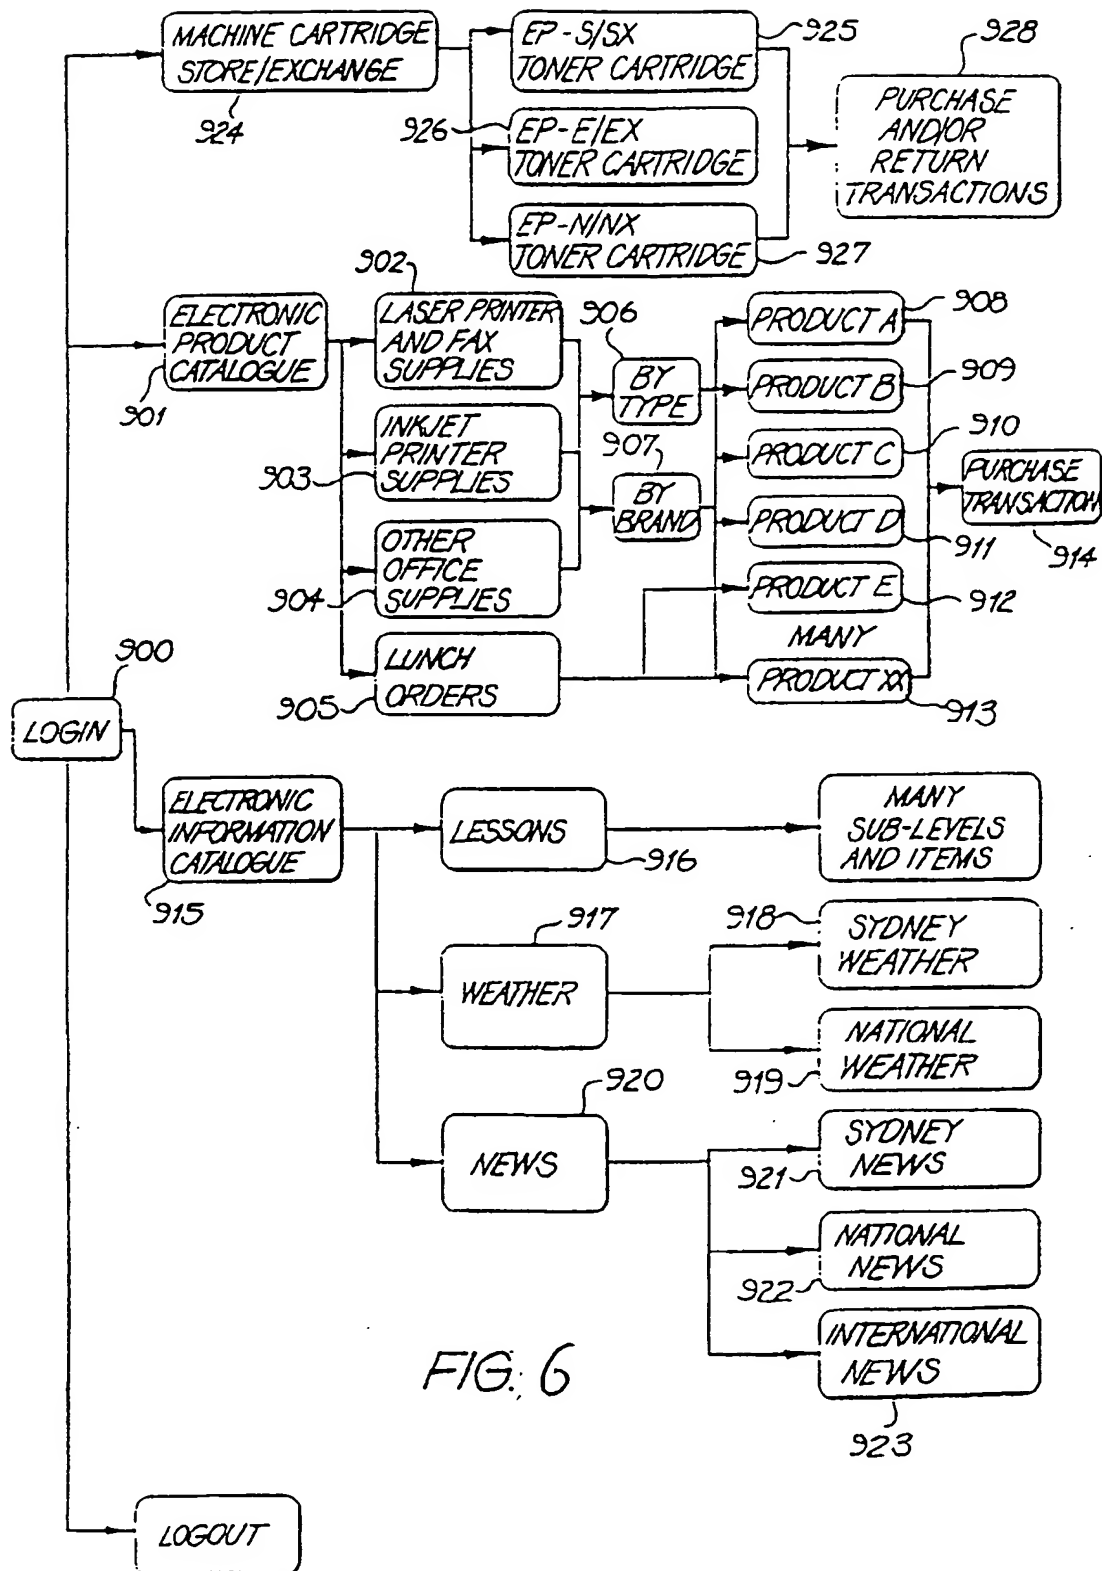 MACHINE CARTRIDGE
STORE/EXCHANGE
924
EP-S/SX
TONER CARTRIDGE
925
926
EP-E/EX
TONER CARTRIDGE
EP-N/NX
TONER CARTRIDGE
927
928
PURCHASE
AND/OR
RETURN
TRANSACTIONS
ELECTRONIC
PRODUCT
CATALOGUE
901
902
LASER PRINTER
AND FAX
SUPPLIES
INKJET
PRINTER
SUPPLIES
903
OTHER
OFFICE
SUPPLIES
904
LUNCH
ORDERS
905
906
BY
TYPE
907
BY
BRAND
PRODUCT A
908
PRODUCT B
909
PRODUCT C
910
PRODUCT D
911
PRODUCT E
912
MANY
PRODUCT XX
913
PURCHASE
TRANSACTION
914
900
LOGIN
ELECTRONIC
INFORMATION
CATALOGUE
915
LESSONS
916
MANY
SUB-LEVELS
AND ITEMS
917
WEATHER
918
SYDNEY
WEATHER
NATIONAL
WEATHER
919
920
NEWS
SYDNEY
NEWS
921
NATIONAL
NEWS
922
INTERNATIONAL
NEWS
923
FIG. 6
LOGOUT